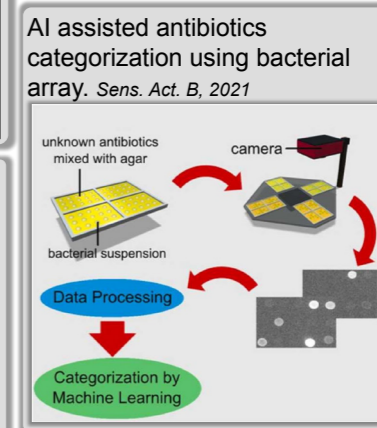 AI assisted antibiotics
categorization using bacterial
array. Sens. Act. B, 2021
unknown antibiotics
mixed with agar
camera
bacterial suspension
Data Processing
Categorization by
Machine Learning